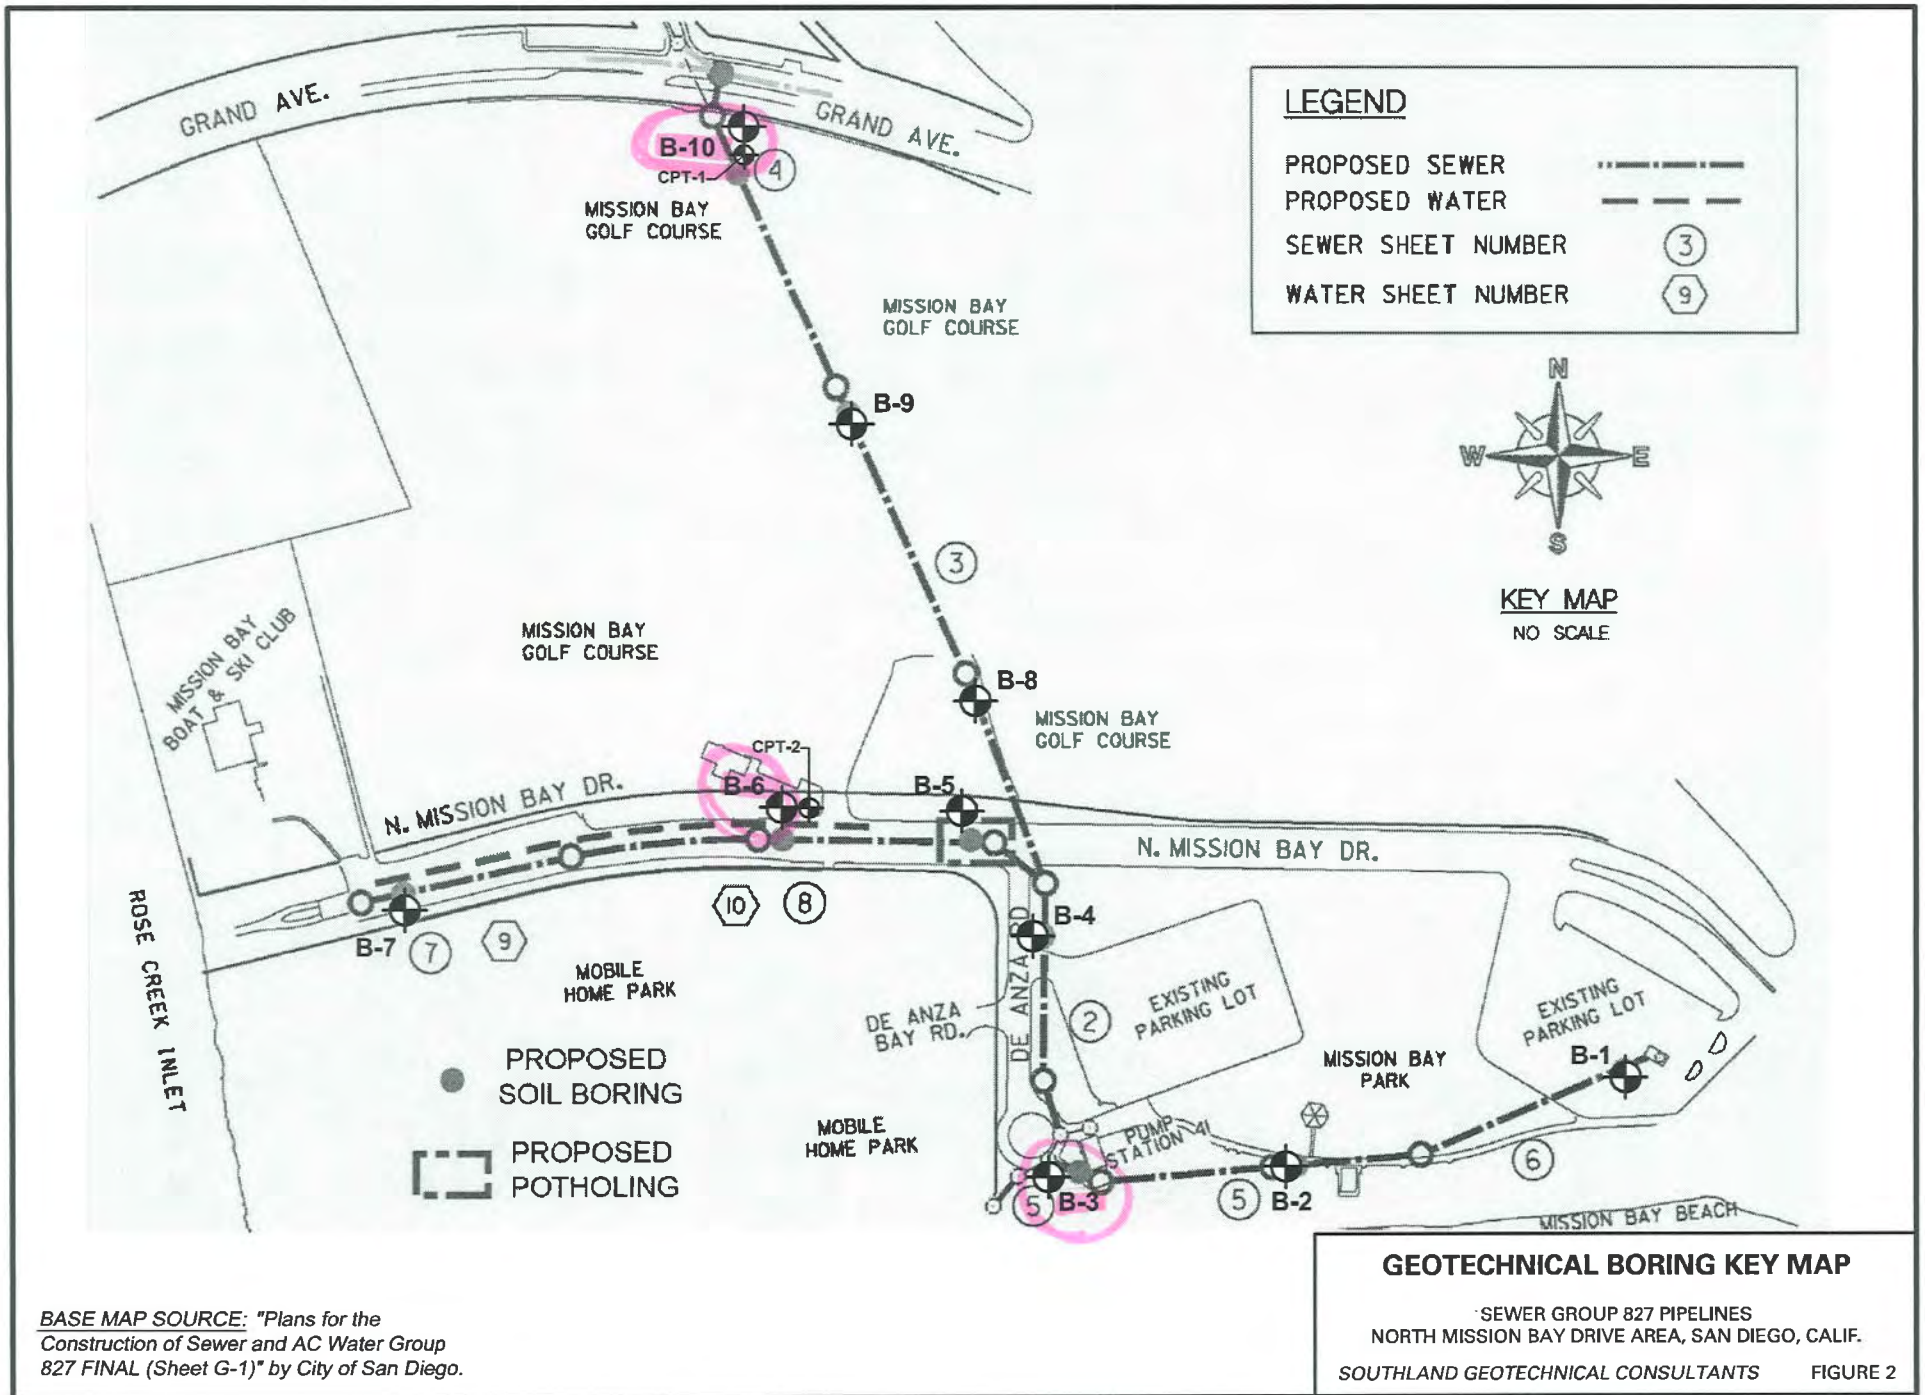 GRAND AVE.
GRAND AVE.
B-10
CPT-1
4
MISSION BAY
GOLF COURSE
MISSION BAY
GOLF COURSE
B-9
LEGEND
PROPOSED SEWER
PROPOSED WATER
SEWER SHEET NUMBER
3
WATER SHEET NUMBER
9
N
W
E
S
KEY MAP
NO SCALE
3
MISSION BAY
GOLF COURSE
MISSION BAY
BOAT & SKI CLUB
B-8
MISSION BAY
GOLF COURSE
CPT-2
B-6
B-5
N. MISSION BAY DR.
N. MISSION BAY DR.
10
8
B-4
B-7
7
9
MOBILE
HOME PARK
ROSE CREEK INLET
DE ANZA
BAY RD.
DE ANZA RD
2
EXISTING
PARKING LOT
EXISTING
PARKING LOT
B-1
MISSION BAY
PARK
PROPOSED
SOIL BORING
MOBILE
HOME PARK
PROPOSED
POTHOLING
PUMP
STATION 41
5
B-3
5
B-2
6
MISSION BAY BEACH
GEOTECHNICAL BORING KEY MAP
SEWER GROUP 827 PIPELINES
NORTH MISSION BAY DRIVE AREA, SAN DIEGO, CALIF.
SOUTHLAND GEOTECHNICAL CONSULTANTS FIGURE 2
BASE MAP SOURCE: "Plans for the
Construction of Sewer and AC Water Group
827 FINAL (Sheet G-1)" by City of San Diego.